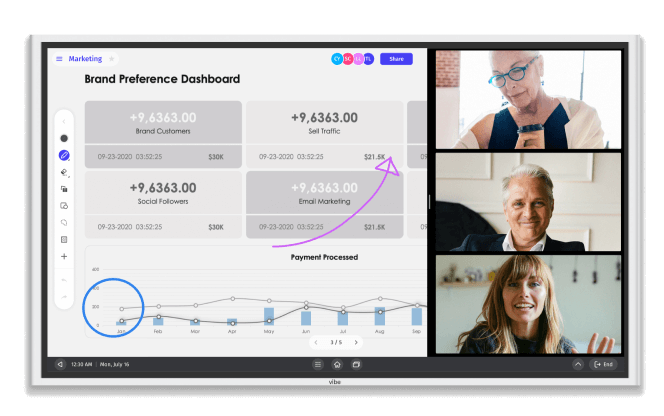 Marketing
CY SC LL TL
Share
Brand Preference Dashboard
+9,6363.00
Brand Customers
09-23-2020 03:52:25 $30K
+9,6363.00
Sell Traffic
09-23-2020 03:52:25 $21.5K
+9,6363.00
Social Followers
09-23-2020 03:52:25 $30K
+9,6363.00
Email Marketing
09-23-2020 03:52:25 $21.5K
Payment Processed
400
200
0
Jan Feb Mar Apr May Jun Jul Aug Sep
3 / 5
12:30 AM | Mon, July 16
End
vibe